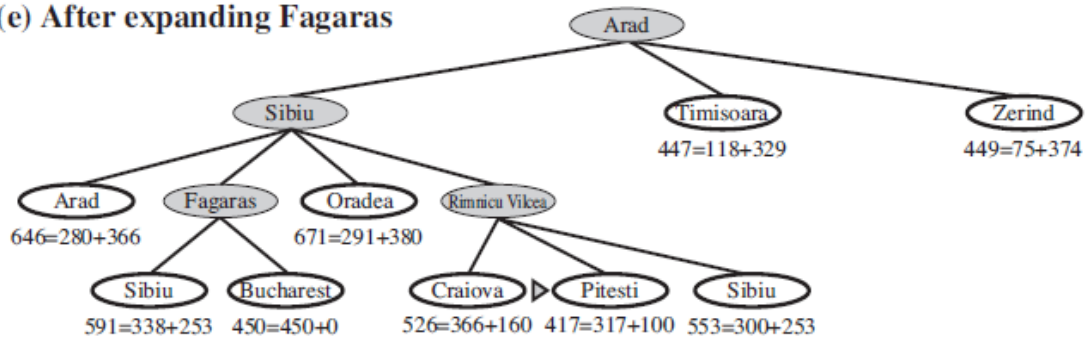 (e) After expanding Fagaras
Arad
Sibiu
Timisoara
Zerind
447=118+329
449=75+374
Arad
Fagaras
Oradea
Rimnicu Vilcea
646=280+366
671=291+380
Sibiu
Bucharest
Craiova
Pitesti
Sibiu
591=338+253
450=450+0
526=366+160
417=317+100
553=300+253